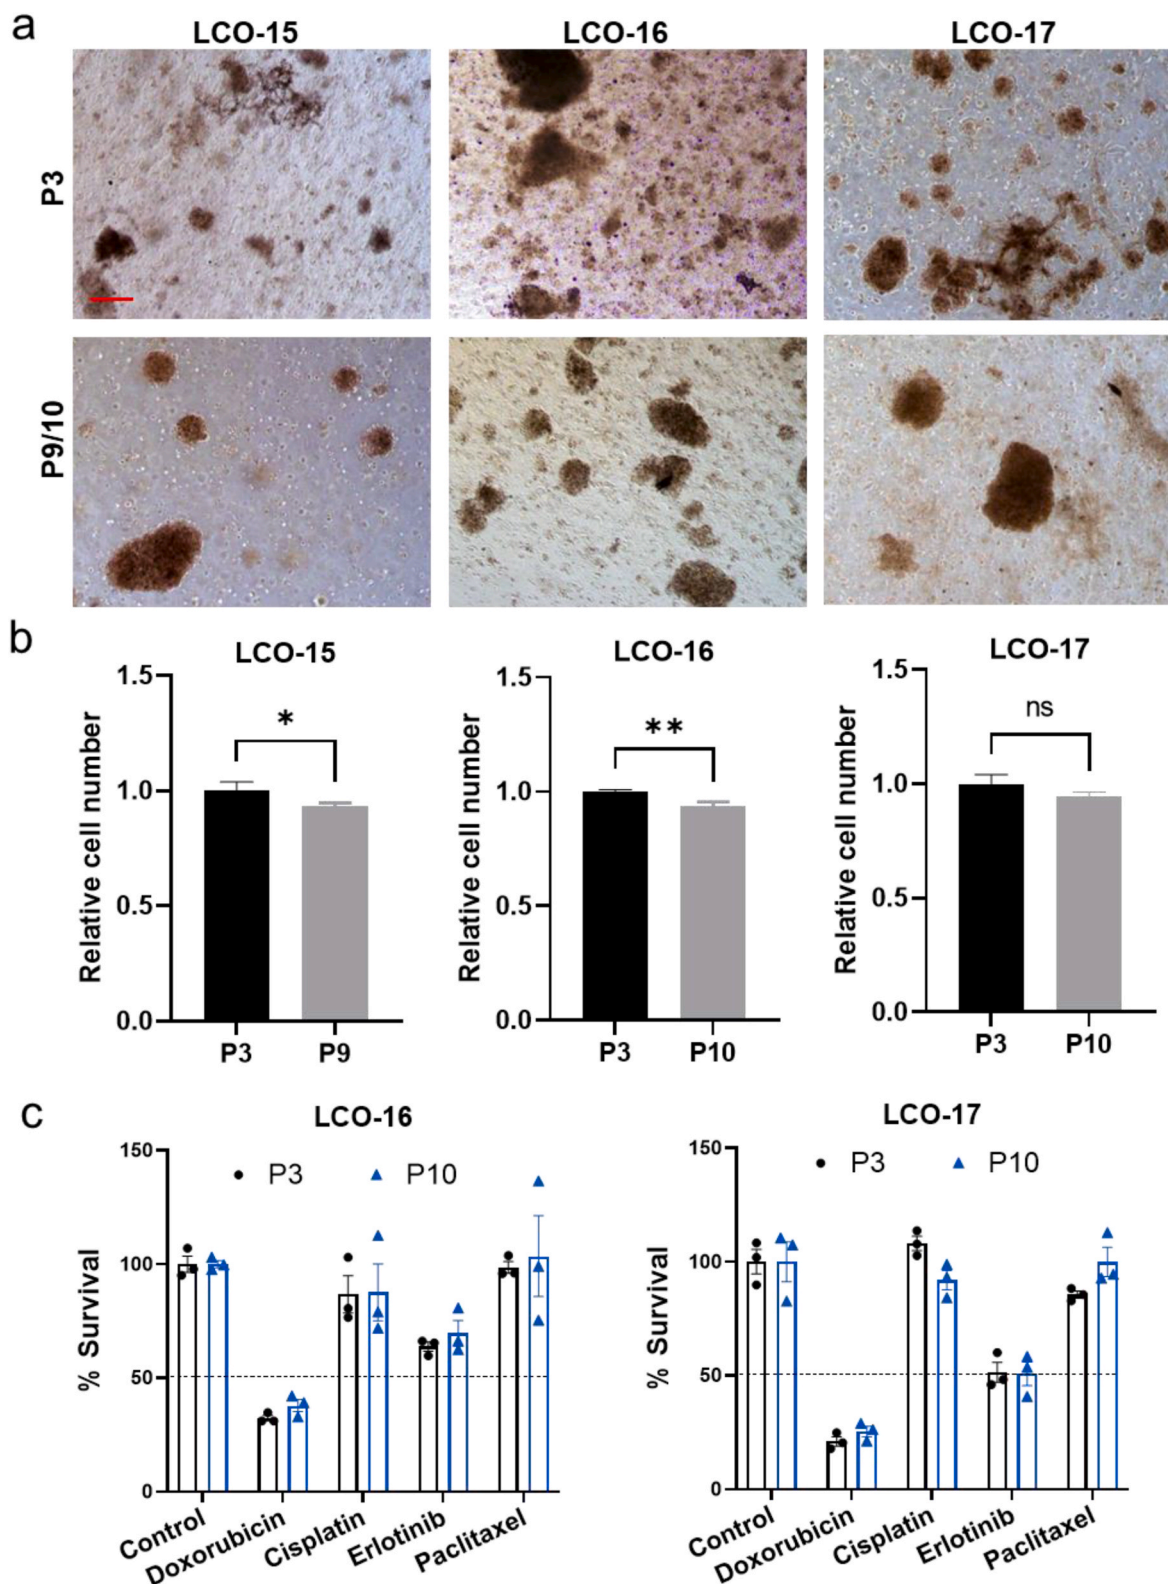 a
LCO-15 LCO-16 LCO-17
P3
P9/10
b
LCO-15 LCO-16 LCO-17
Relative cell number
1.5
1.0
0.5
0.0
*
P3 P9
Relative cell number
1.5
1.0
0.5
0.0
**
P3 P10
Relative cell number
1.5
1.0
0.5
0.0
ns
P3 P10
c
LCO-16
% Survival
150
100
50
0
P3 P10
Control Doxorubicin Cisplatin Erlotinib Paclitaxel
LCO-17
% Survival
150
100
50
0
P3 P10
Control Doxorubicin Cisplatin Erlotinib Paclitaxel